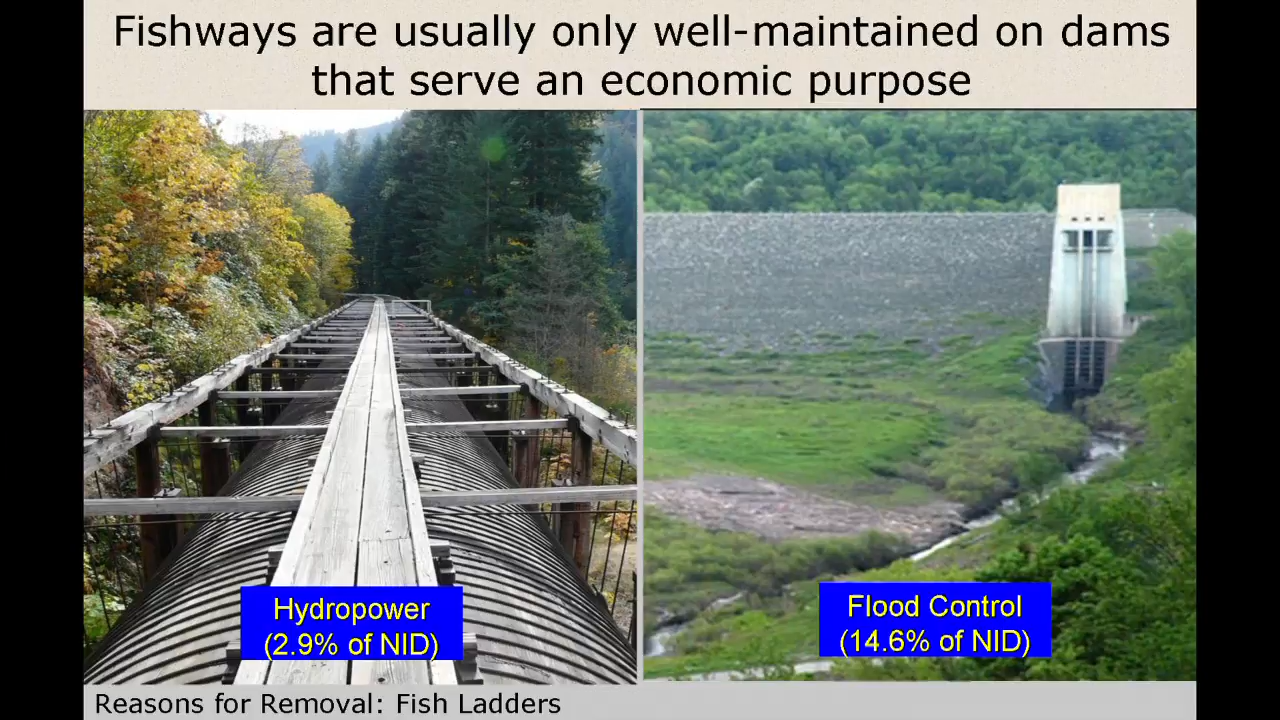 Fishways are usually only well-maintained on dams
that serve an economic purpose
Hydropower
(2.9% of NID)
Flood Control
(14.6% of NID)
Reasons for Removal: Fish Ladders